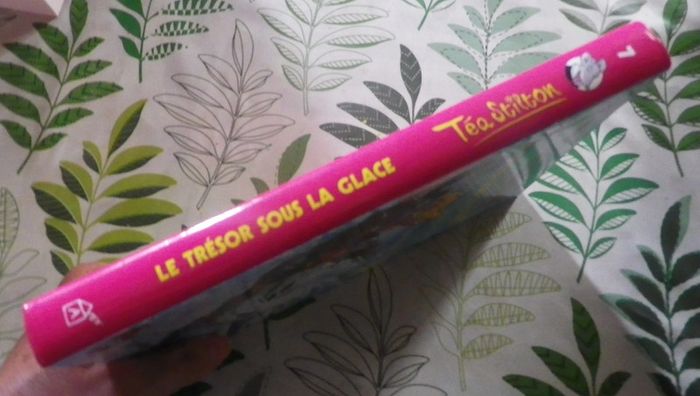 LE TRÉSOR SOUS LA GLACE
Téa Stilton
7